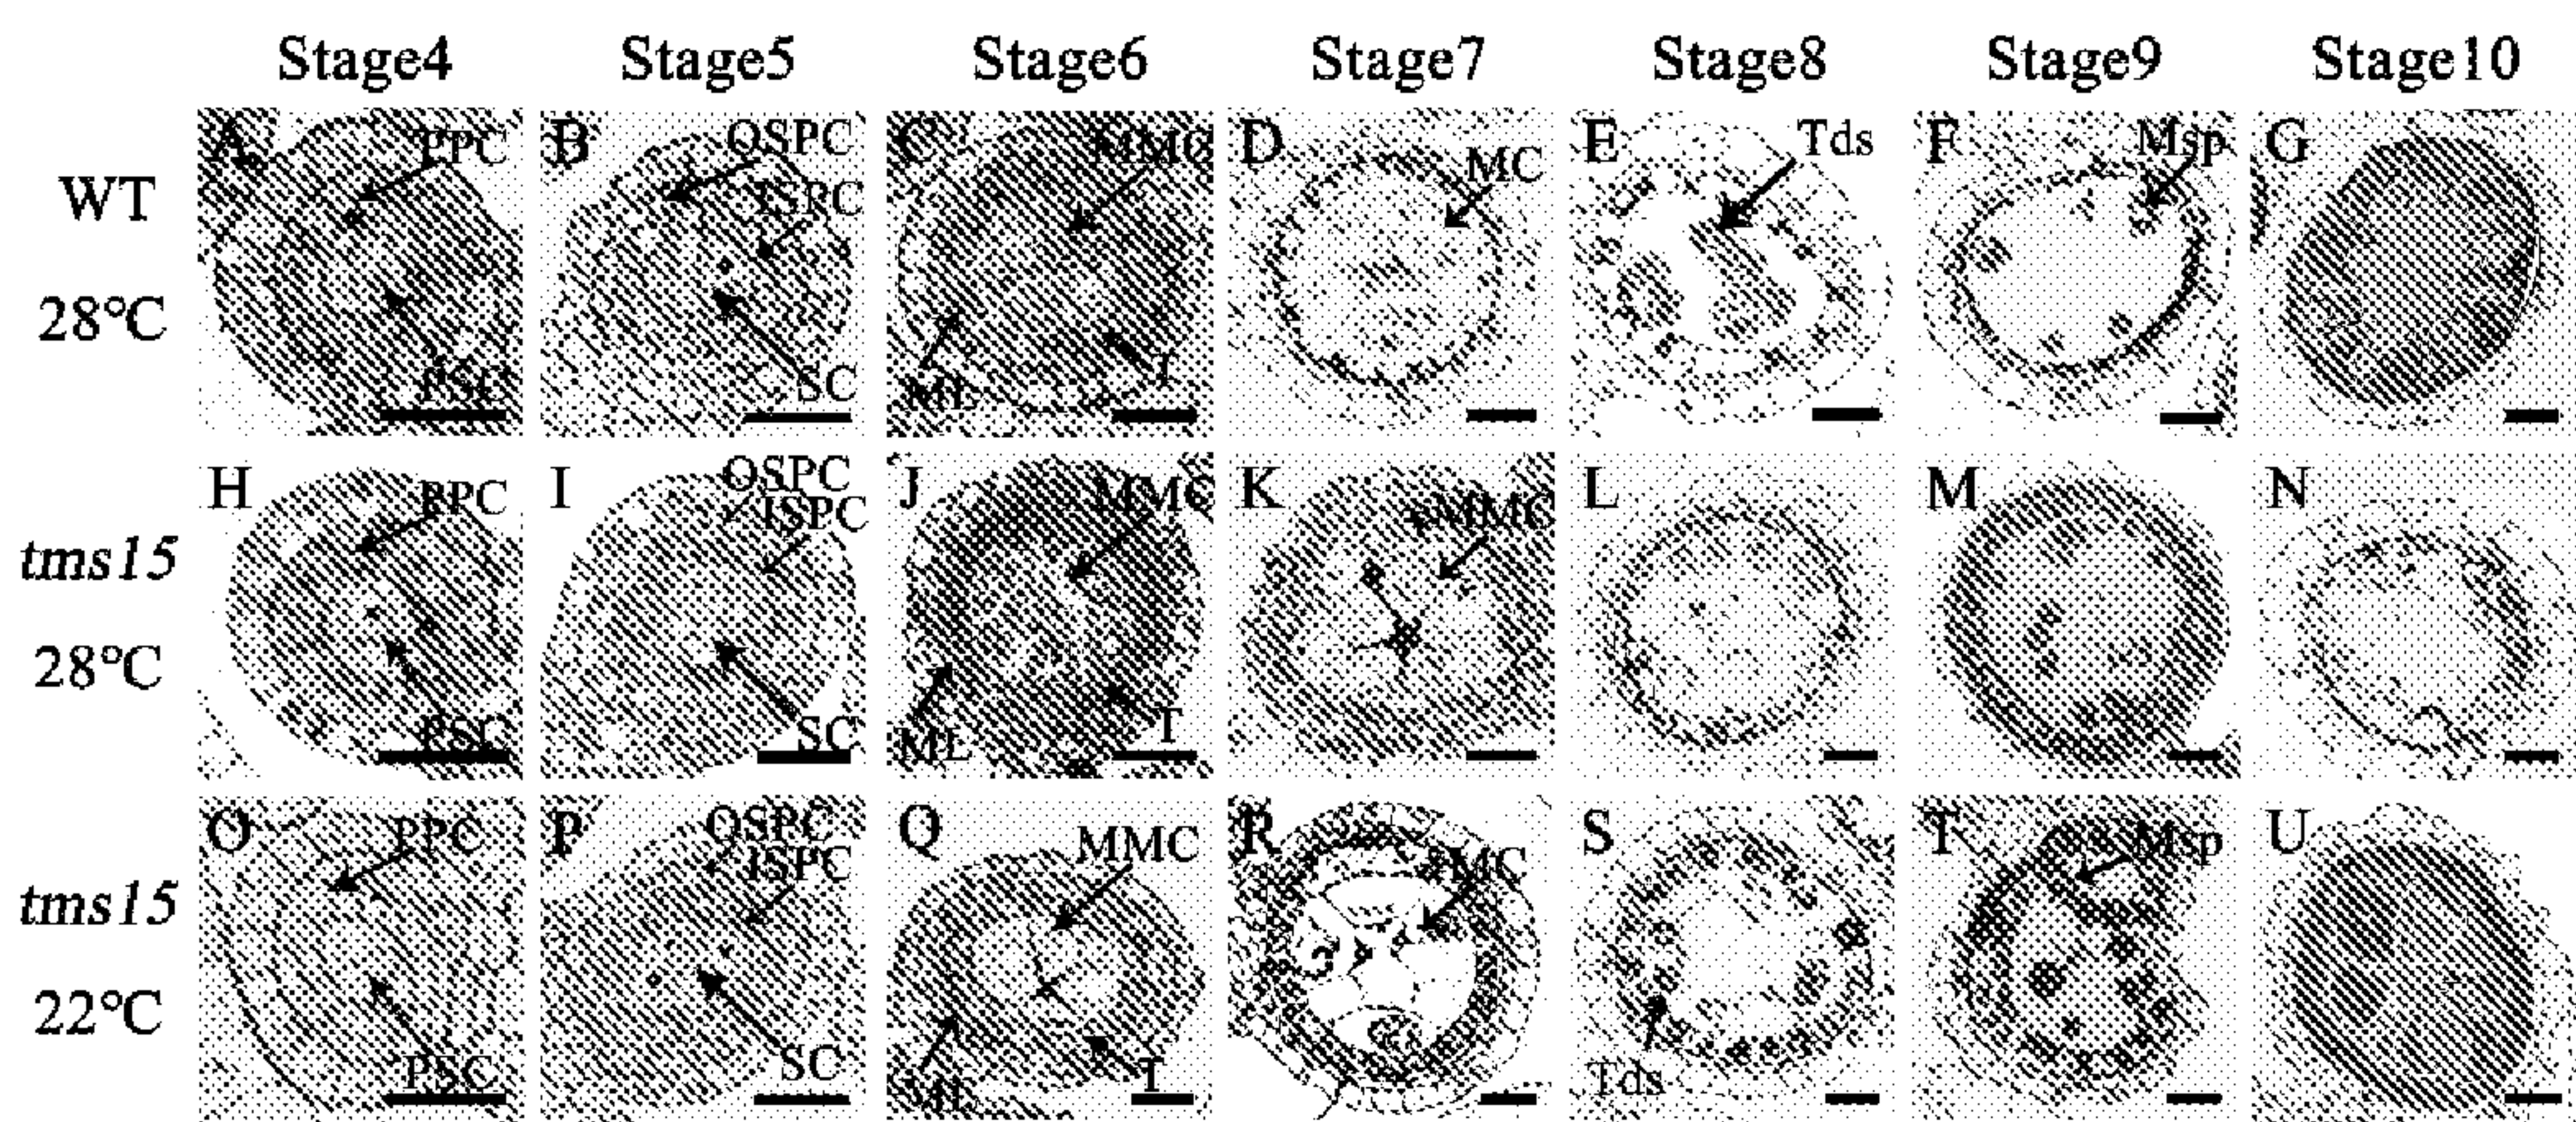 Stage4 Stage5 Stage6 Stage7 Stage8 Stage9 Stage10
WT
28°C
A PPC PSC
B OSPC ISPC SC
C MMC ML T
D MC
E Tds
F Msp
G
tms15
28°C
H PPC PSC
I OSPC ISPC SC
J MMC ML T
K MMC
L
M
N
tms15
22°C
O PPC PSC
P OSPC ISPC SC
Q MMC ML T
R MC
S Tds
T Msp
U